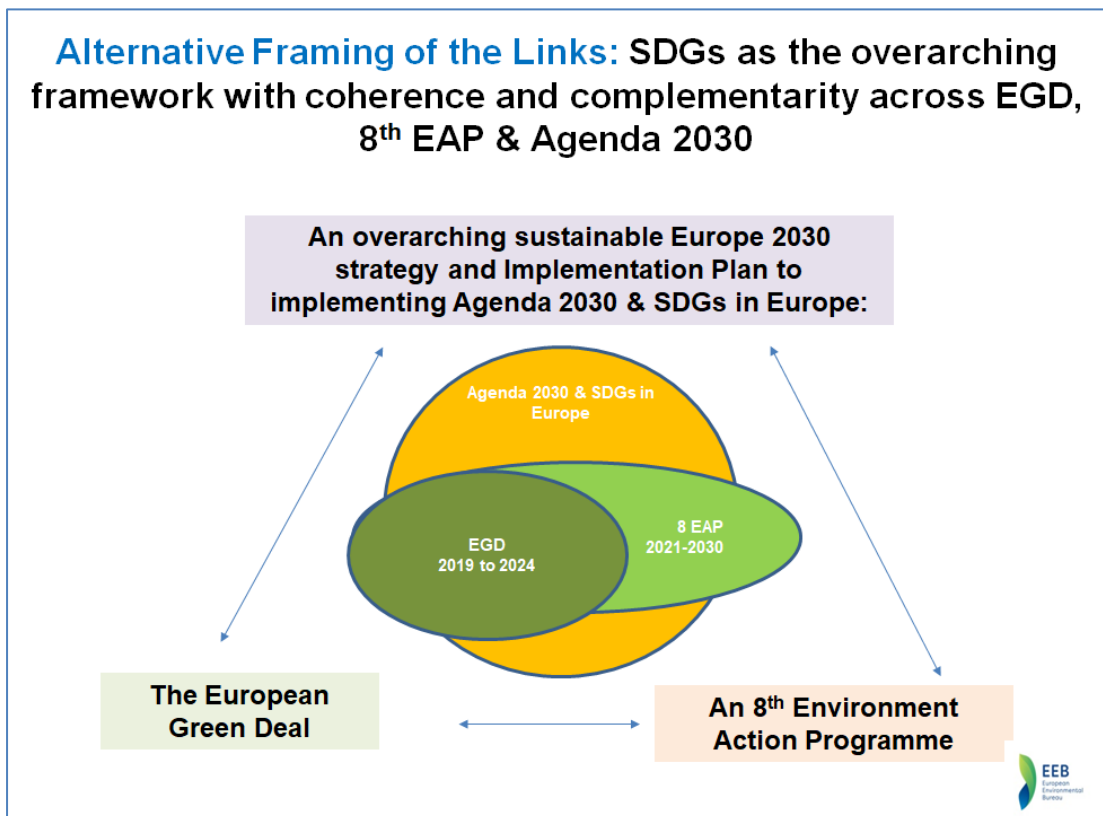 Alternative Framing of the Links: SDGs as the overarching
framework with coherence and complementarity across EGD,
8th EAP & Agenda 2030
An overarching sustainable Europe 2030
strategy and Implementation Plan to
implementing Agenda 2030 & SDGs in Europe:
Agenda 2030 & SDGs in
Europe
8 EAP
2021-2030
EGD
2019 to 2024
The European
Green Deal
An 8th Environment
Action Programme
EEB
European
Environmental
Bureau